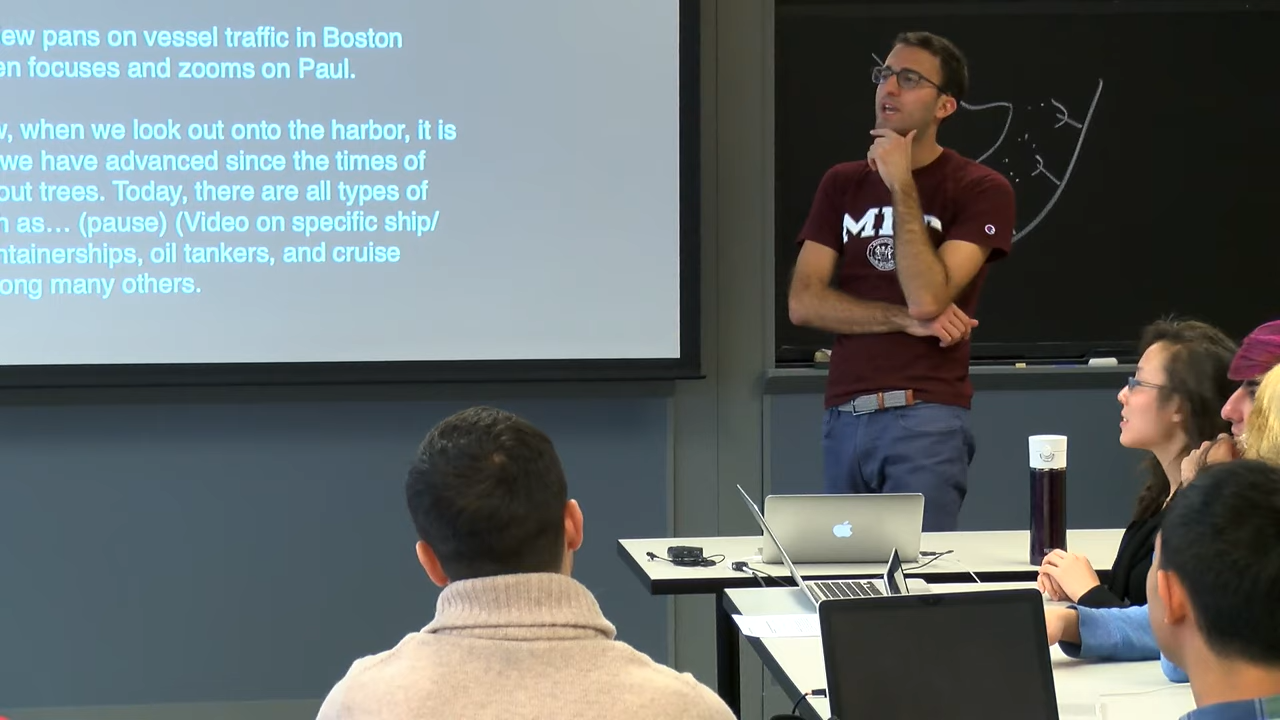 ew pans on vessel traffic in Boston
en focuses and zooms on Paul.
, when we look out onto the harbor, it is
we have advanced since the times of
out trees. Today, there are all types of
as… (pause) (Video on specific ship/
ntainerships, oil tankers, and cruise
ong many others.